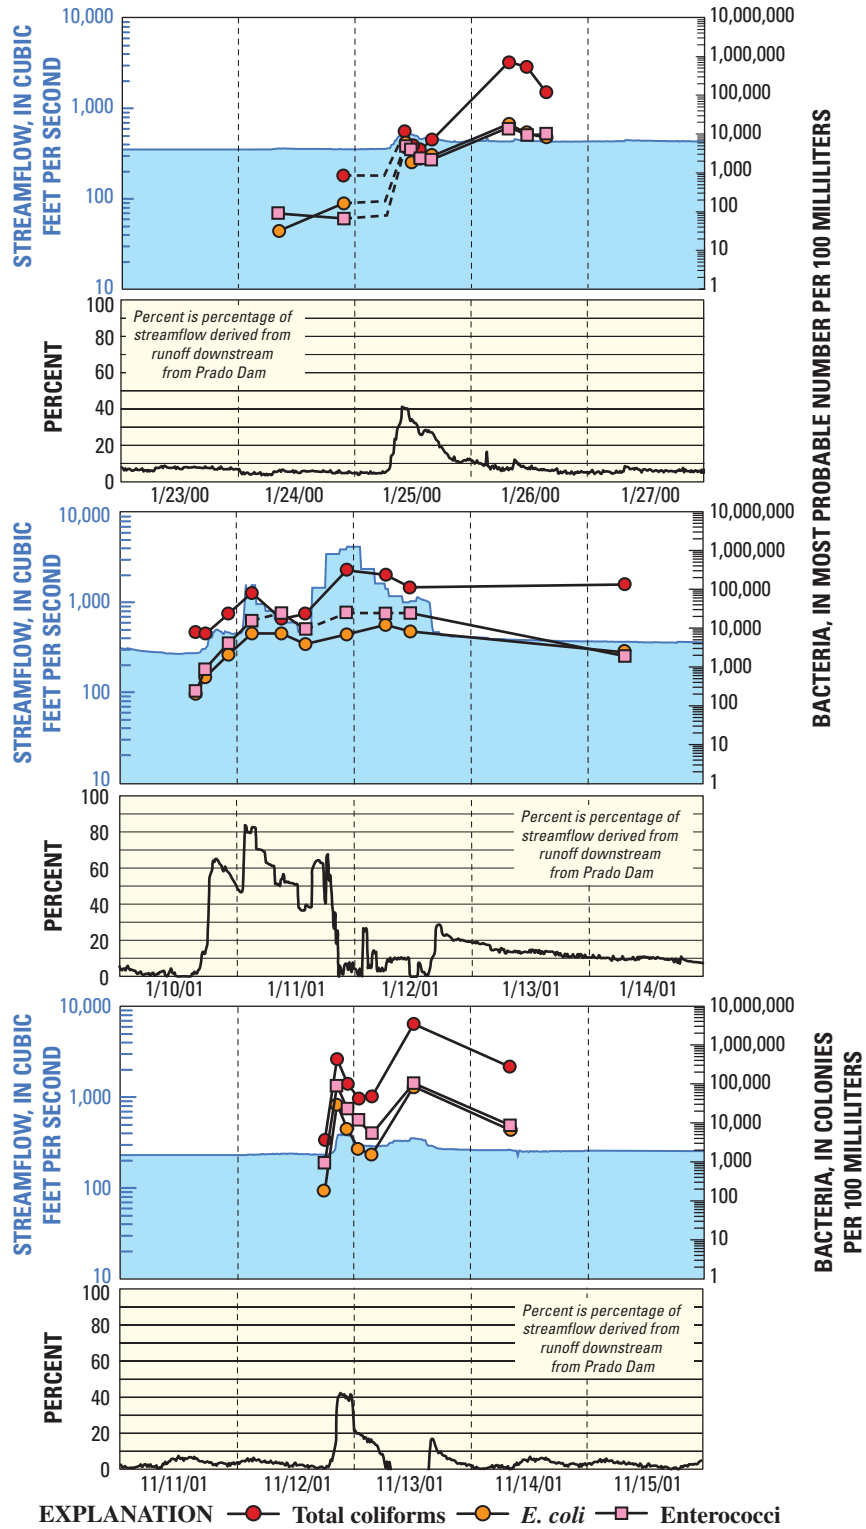 STREAMFLOW, IN CUBIC
FEET PER SECOND
10,000
1,000
100
10
10,000,000
1,000,000
100,000
10,000
1,000
100
10
1
BACTERIA, IN MOST PROBABLE NUMBER PER 100 MILLILITERS
PERCENT
100
80
60
40
20
0
Percent is percentage of
streamflow derived from
runoff downstream
from Prado Dam
1/23/00
1/24/00
1/25/00
1/26/00
1/27/00
STREAMFLOW, IN CUBIC
FEET PER SECOND
10,000
1,000
100
10
10,000,000
1,000,000
100,000
10,000
1,000
100
10
1
PERCENT
100
80
60
40
20
0
Percent is percentage of
streamflow derived from
runoff downstream
from Prado Dam
1/10/01
1/11/01
1/12/01
1/13/01
1/14/01
STREAMFLOW, IN CUBIC
FEET PER SECOND
10,000
1,000
100
10
10,000,000
1,000,000
100,000
10,000
1,000
100
10
1
BACTERIA, IN COLONIES
PER 100 MILLILITERS
PERCENT
100
80
60
40
20
0
Percent is percentage of
streamflow derived from
runoff downstream
from Prado Dam
11/11/01
11/12/01
11/13/01
11/14/01
11/15/01
EXPLANATION Total coliforms E. coli Enterococci